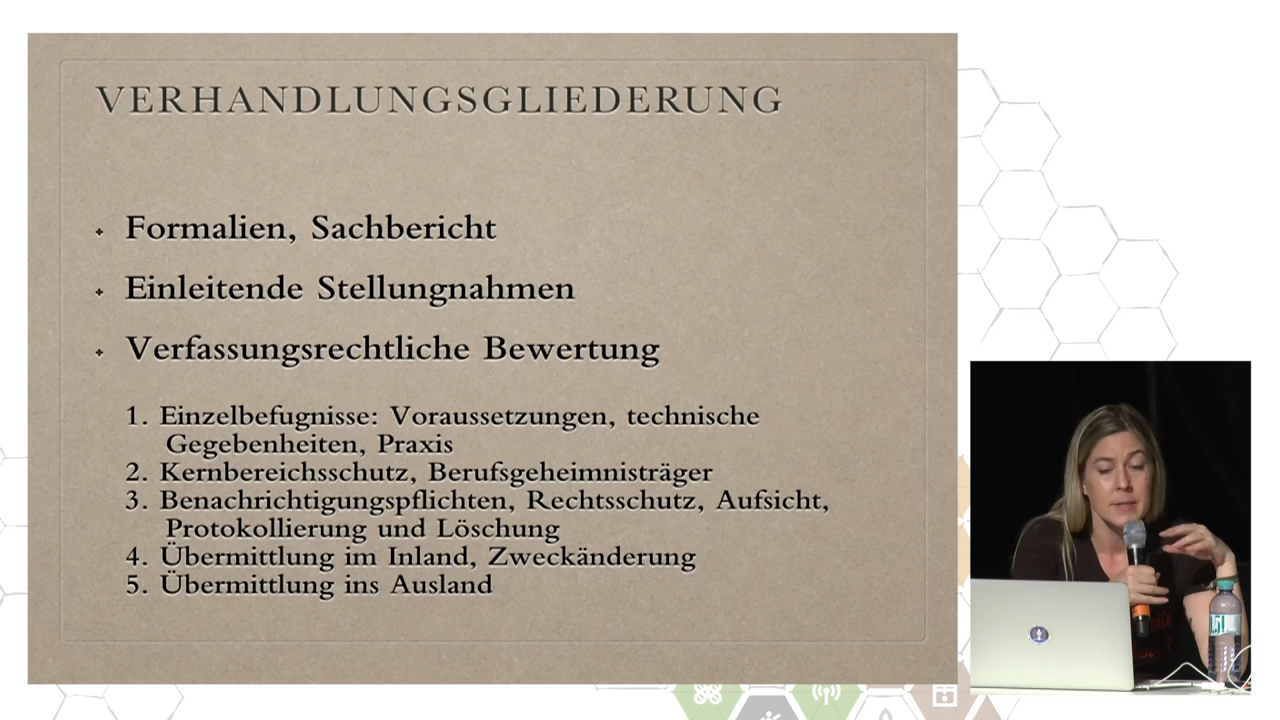 VERHANDLUNGSGLIEDERUNG
Formalien, Sachbericht
Einleitende Stellungnahmen
Verfassungsrechtliche Bewertung
1. Einzelbefugnisse: Voraussetzungen, technische
Gegebenheiten, Praxis
2. Kernbereichsschutz, Berufsgeheimnisträger
3. Benachrichtigungspflichten, Rechtsschutz, Aufsicht,
Protokollierung und Löschung
4. Übermittlung im Inland, Zweckänderung
5. Übermittlung ins Ausland